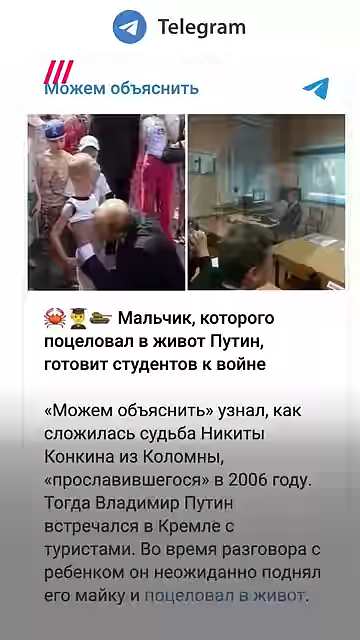 Telegram
Можем объяснить
🦀👨‍🎓🪖 Мальчик, которого
поцеловал в живот Путин,
готовит студентов к войне
«Можем объяснить» узнал, как
сложилась судьба Никиты
Конкина из Коломны,
«прославившегося» в 2006 году.
Тогда Владимир Путин
встречался в Кремле с
туристами. Во время разговора с
ребенком он неожиданно поднял
его майку и поцеловал в живот.